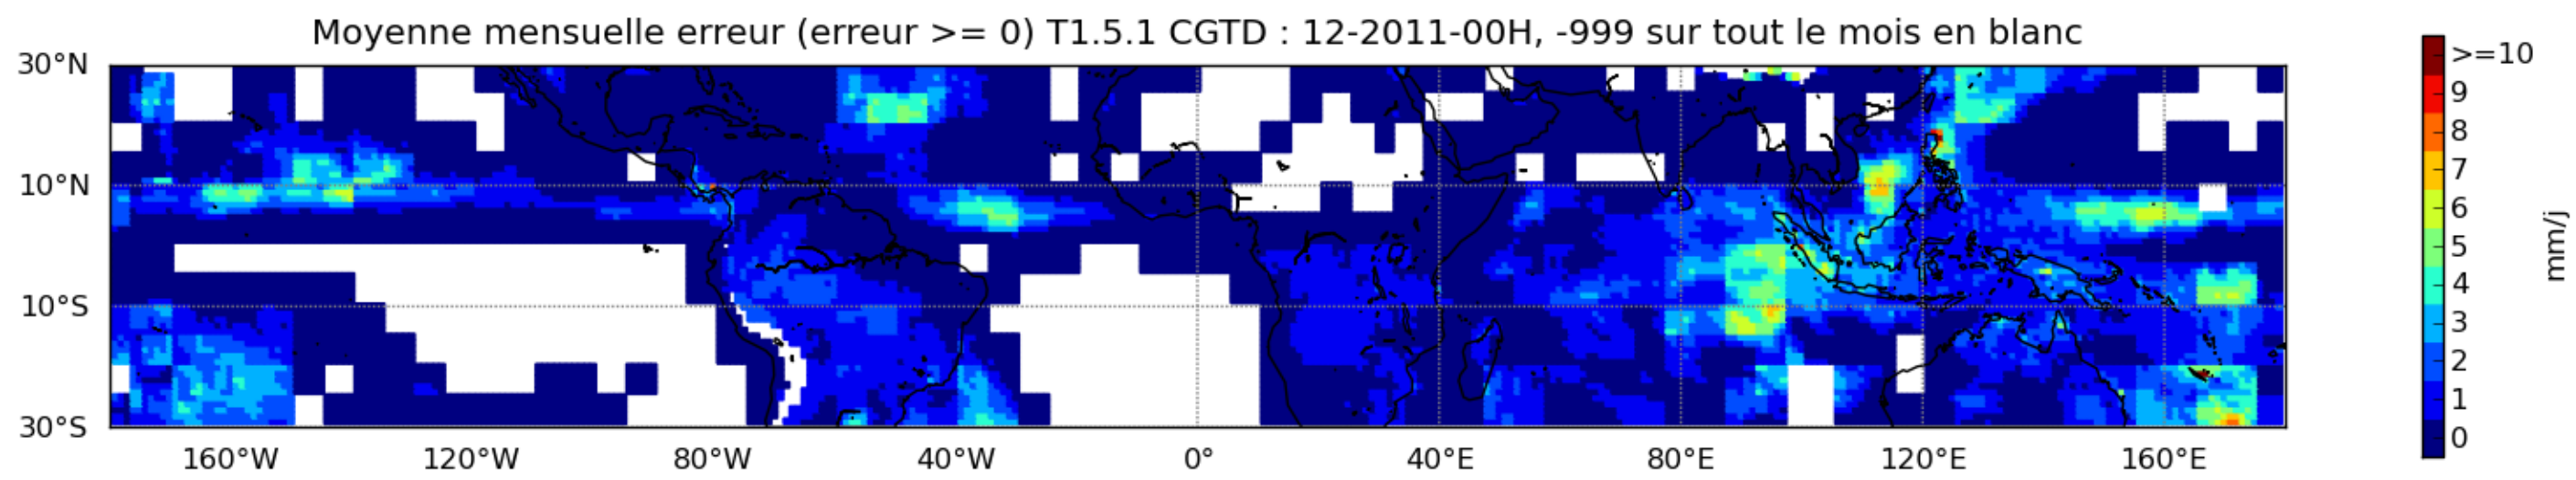 Moyenne mensuelle erreur (erreur >= 0) T1.5.1 CGTD : 12-2011-00H, -999 sur tout le mois en blanc
30°N
10°N
10°S
30°S
160°W 120°W 80°W 40°W 0° 40°E 80°E 120°E 160°E
>=10
9
8
7
6
5
4
3
2
1
0
mm/j